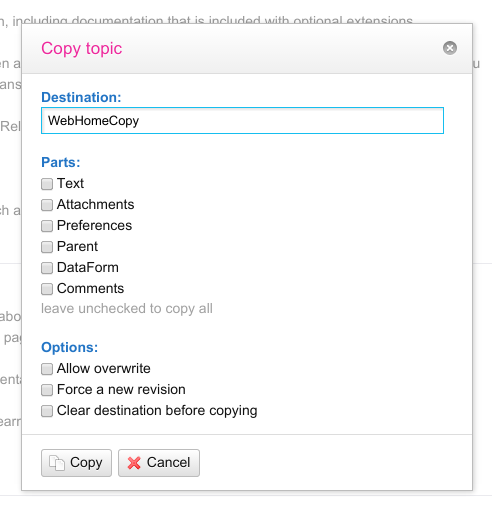 n, including documentation that is included with optional extensions.
Copy topic
Destination:
WebHomeCopy
Parts:
Text
Attachments
Preferences
Parent
DataForm
Comments
leave unchecked to copy all
Options:
Allow overwrite
Force a new revision
Clear destination before copying
Copy
Cancel